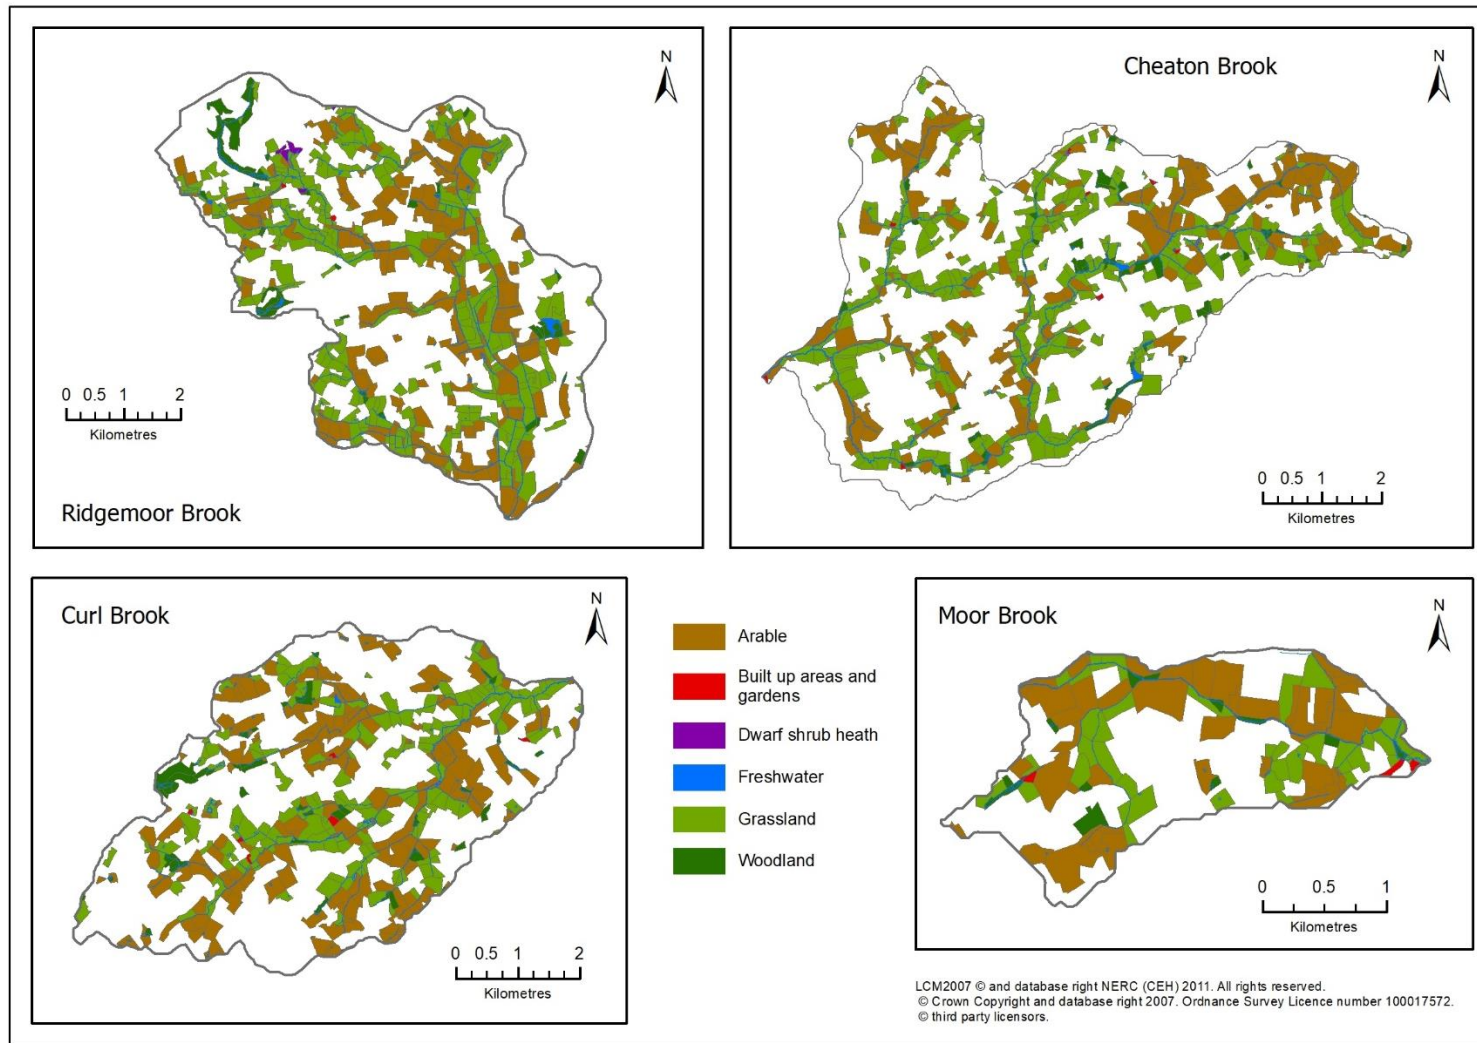 N
Ridgemoor Brook
0 0.5 1 2
Kilometres
N
Cheaton Brook
0 0.5 1 2
Kilometres
N
Curl Brook
0 0.5 1 2
Kilometres
Arable
Built up areas and
gardens
Dwarf shrub heath
Freshwater
Grassland
Woodland
N
Moor Brook
0 0.5 1
Kilometres
LCM2007 © and database right NERC (CEH) 2011. All rights reserved.
© Crown Copyright and database right 2007. Ordnance Survey Licence number 100017572.
© third party licensors.